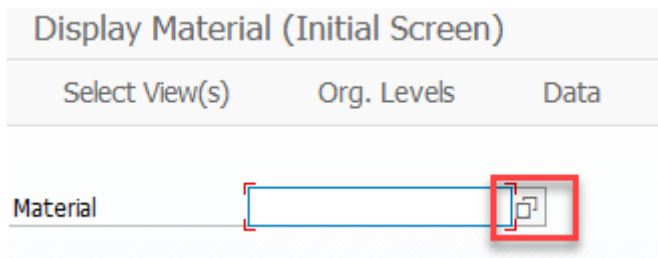 Display Material (Initial Screen)
Select View(s) Org. Levels Data
Material